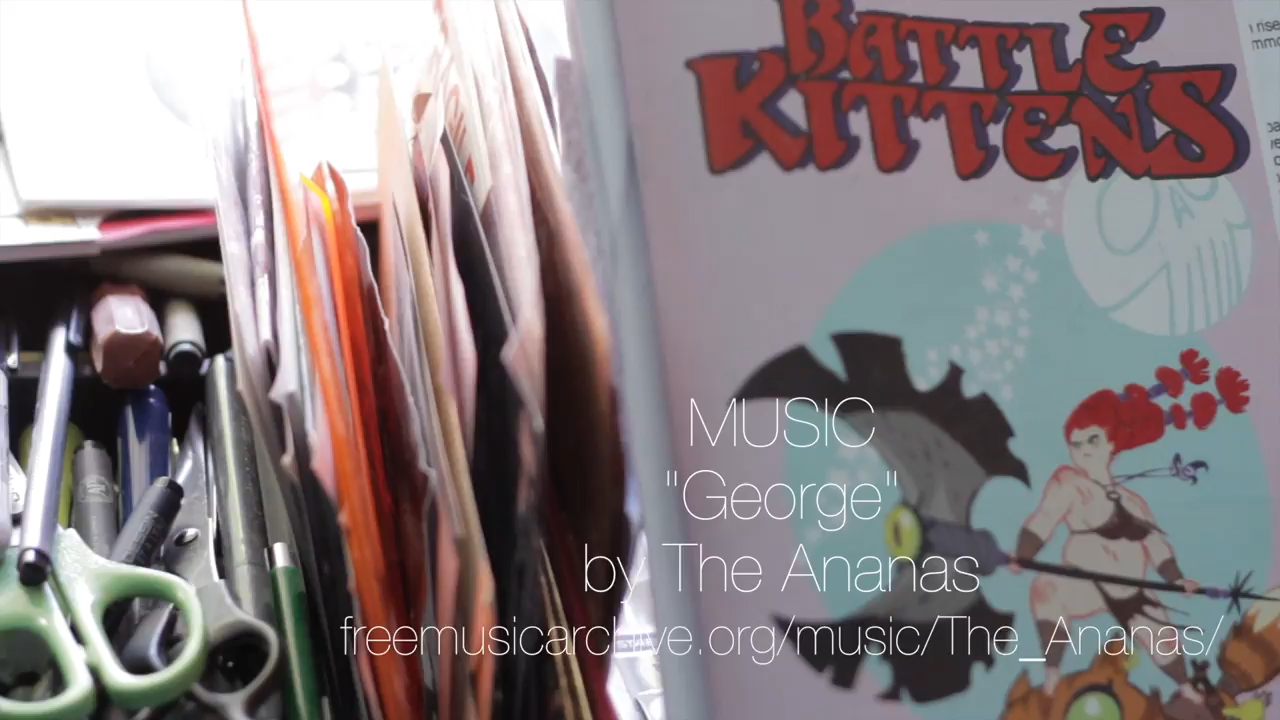 BATTLE
KITTENS
MUSIC
"George"
by The Ananas
freemusicarchive.org/music/The_Ananas/